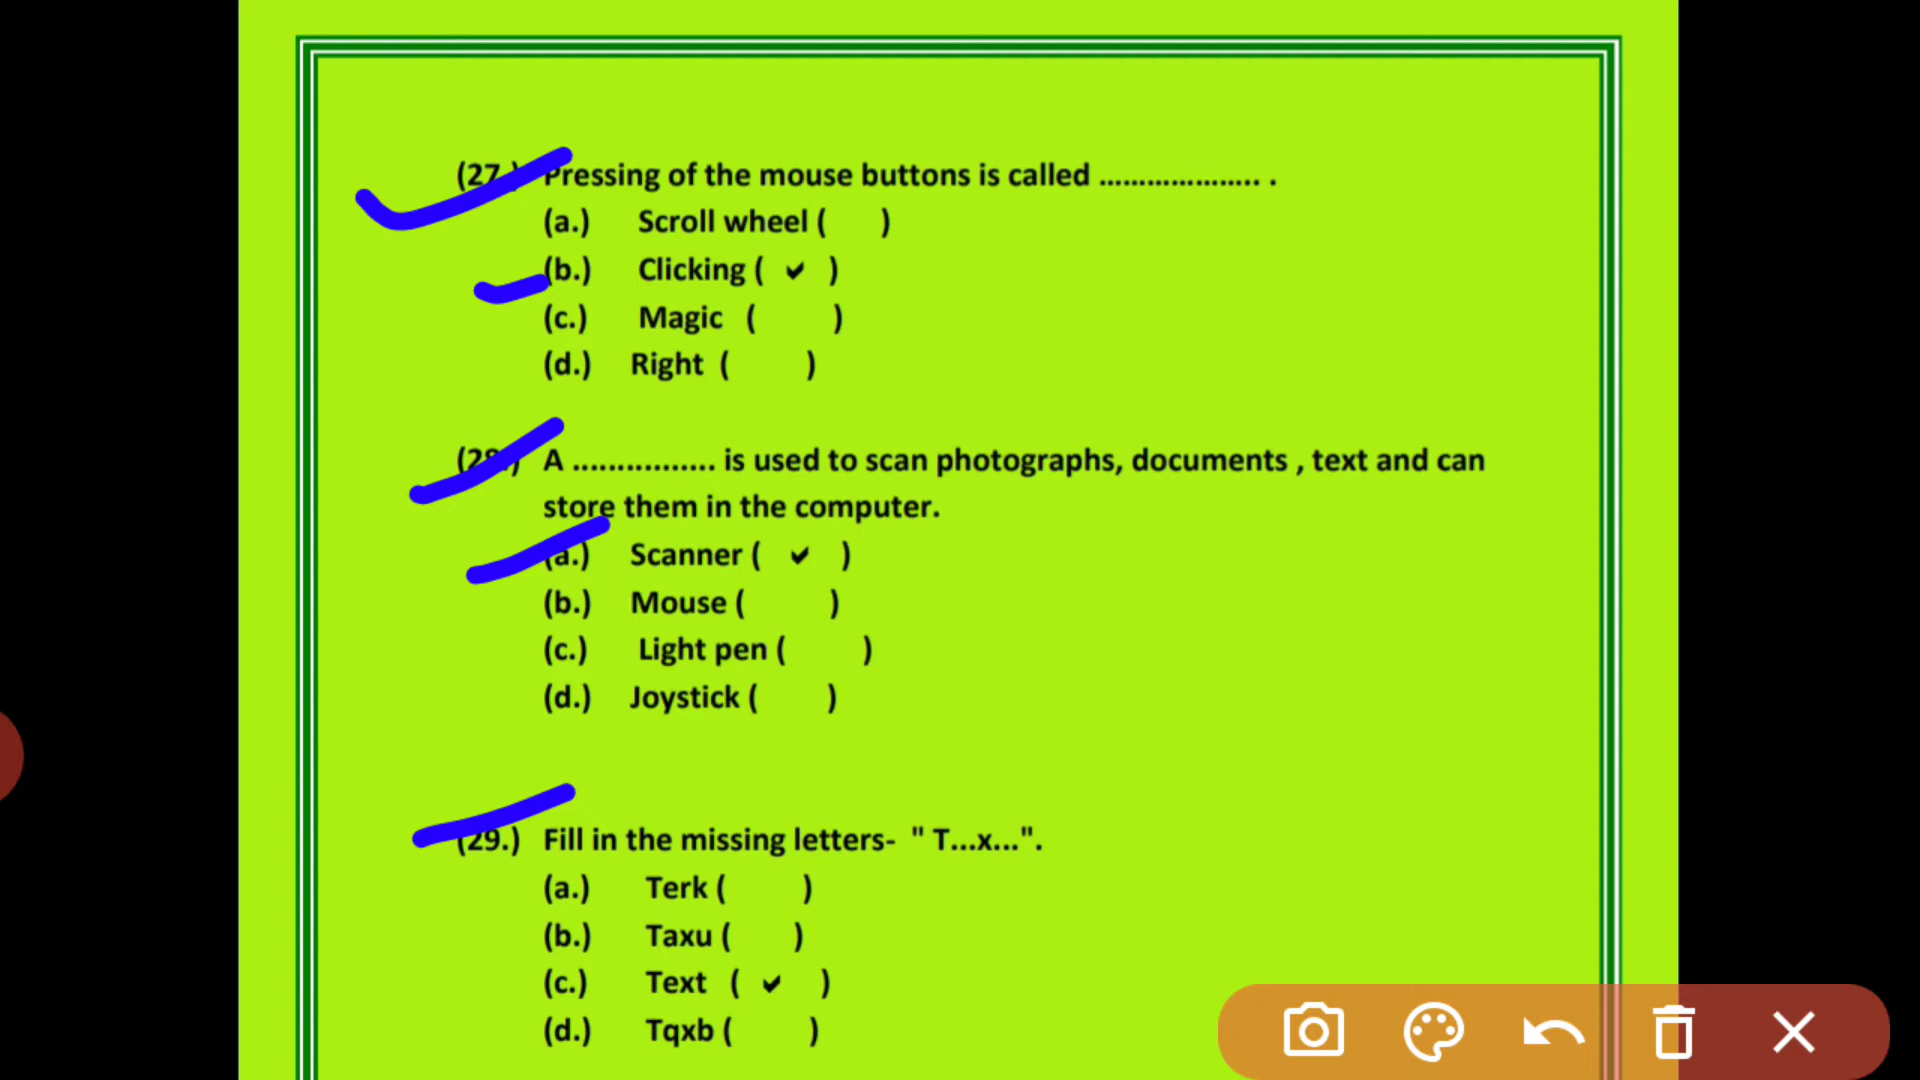 (27.) Pressing of the mouse buttons is called .................... .
(a.) Scroll wheel ( )
(b.) Clicking ( ✔ )
(c.) Magic ( )
(d.) Right ( )
(28.) A ................ is used to scan photographs, documents , text and can
store them in the computer.
(a.) Scanner ( ✔ )
(b.) Mouse ( )
(c.) Light pen ( )
(d.) Joystick ( )
(29.) Fill in the missing letters- " T...x...".
(a.) Terk ( )
(b.) Taxu ( )
(c.) Text ( ✔ )
(d.) Tqxb ( )